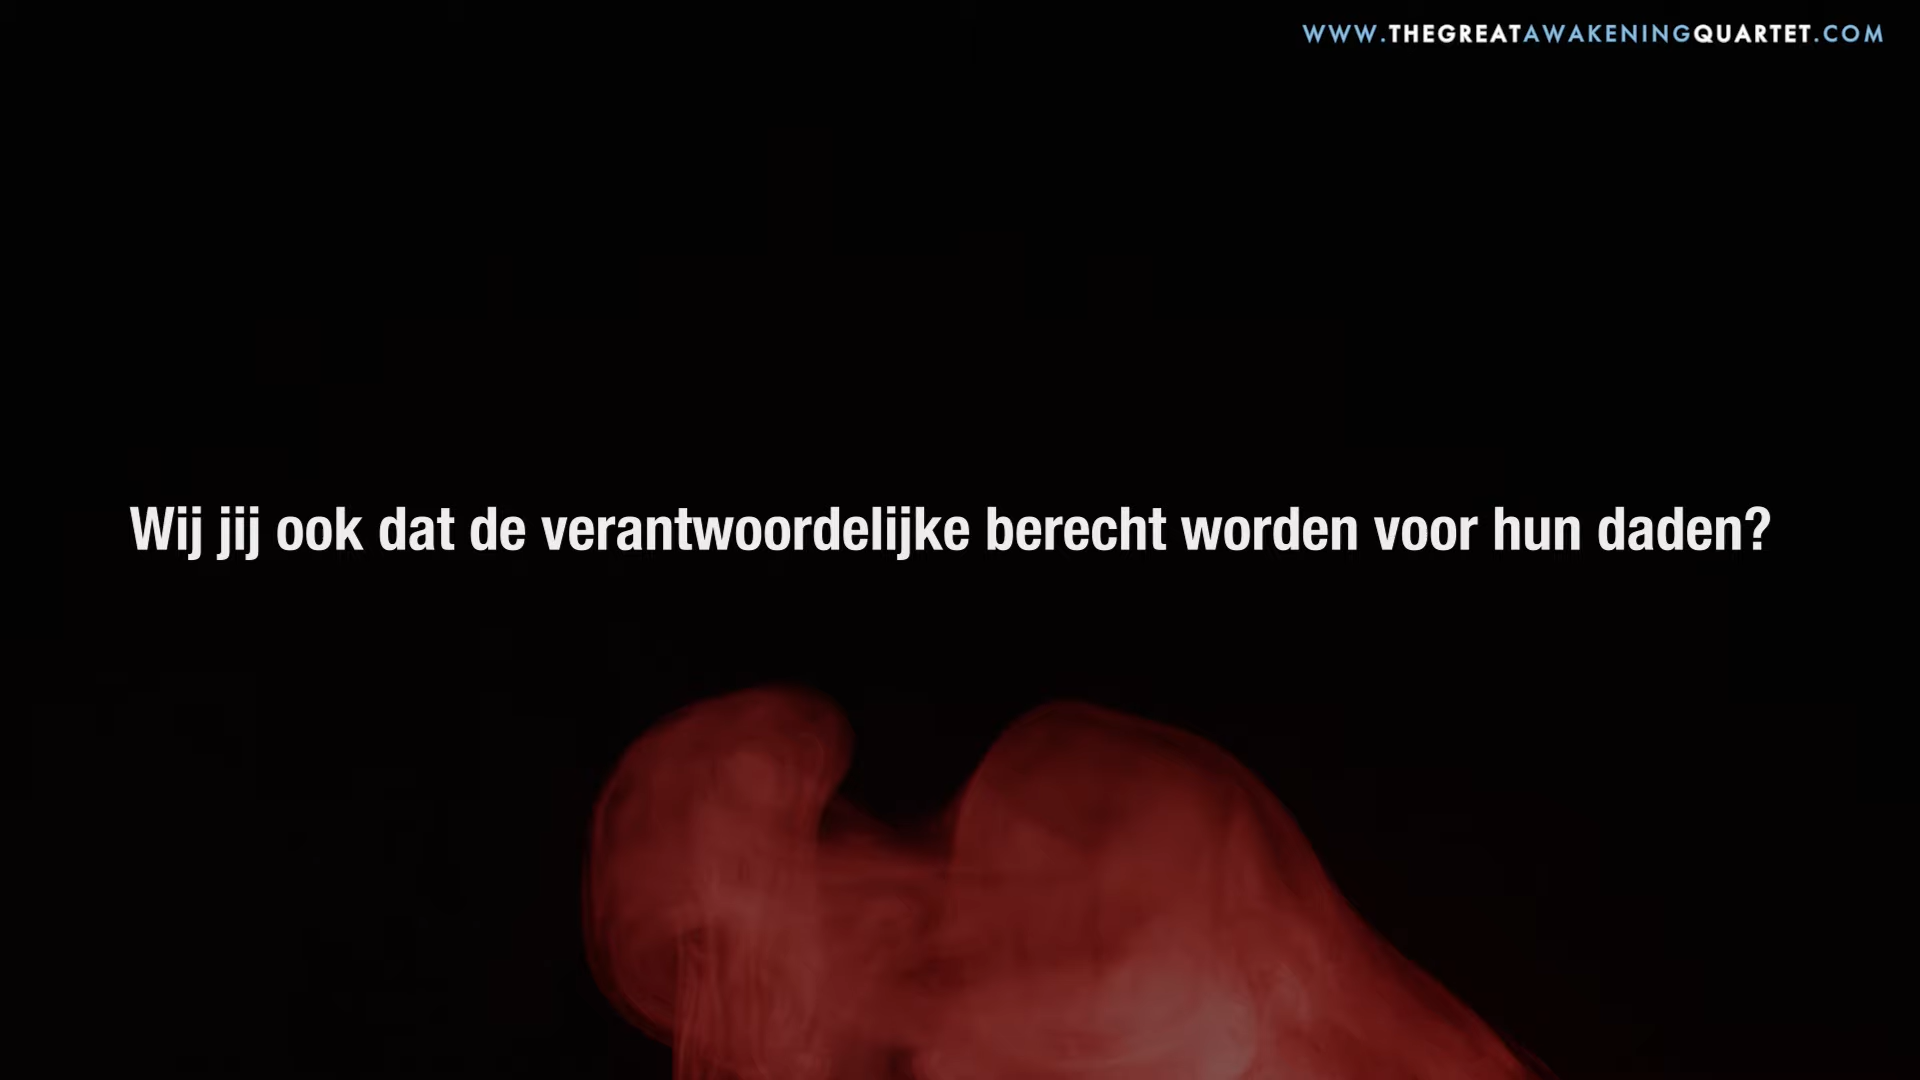 WWW.THEGREATAWAKENINGQUARTET.COM
Wij jij ook dat de verantwoordelijke berecht worden voor hun daden?